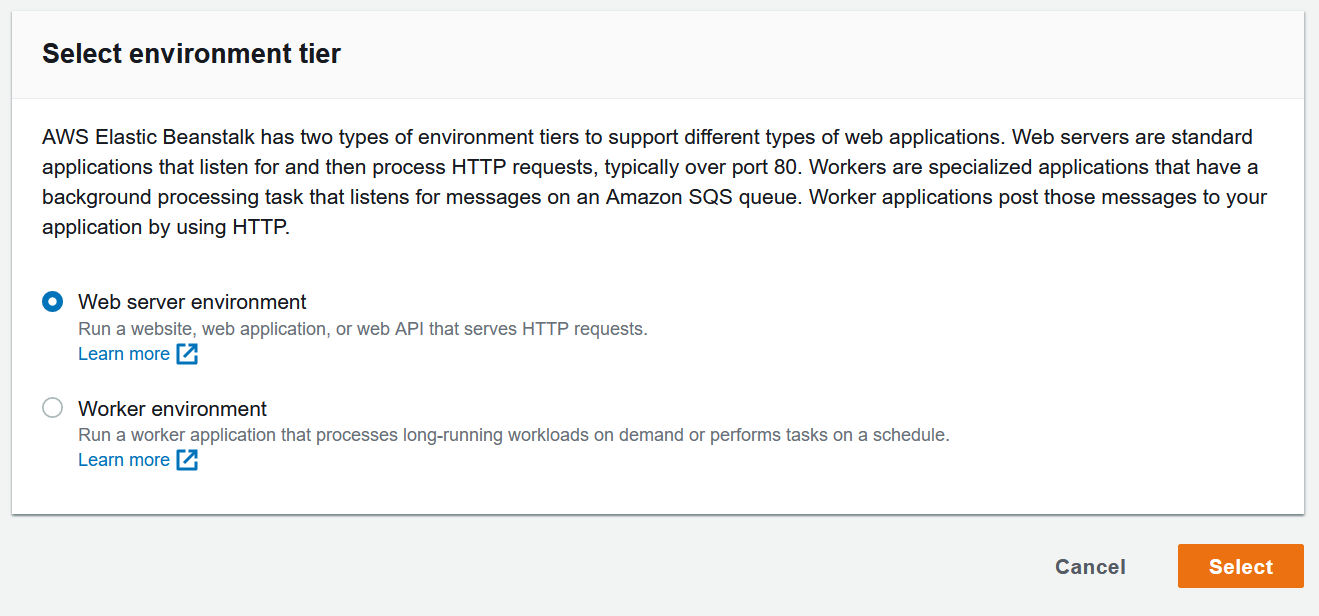 Select environment tier
AWS Elastic Beanstalk has two types of environment tiers to support different types of web applications. Web servers are standard
applications that listen for and then process HTTP requests, typically over port 80. Workers are specialized applications that have a
background processing task that listens for messages on an Amazon SQS queue. Worker applications post those messages to your
application by using HTTP.
Web server environment
Run a website, web application, or web API that serves HTTP requests.
Learn more
Worker environment
Run a worker application that processes long-running workloads on demand or performs tasks on a schedule.
Learn more
Cancel
Select